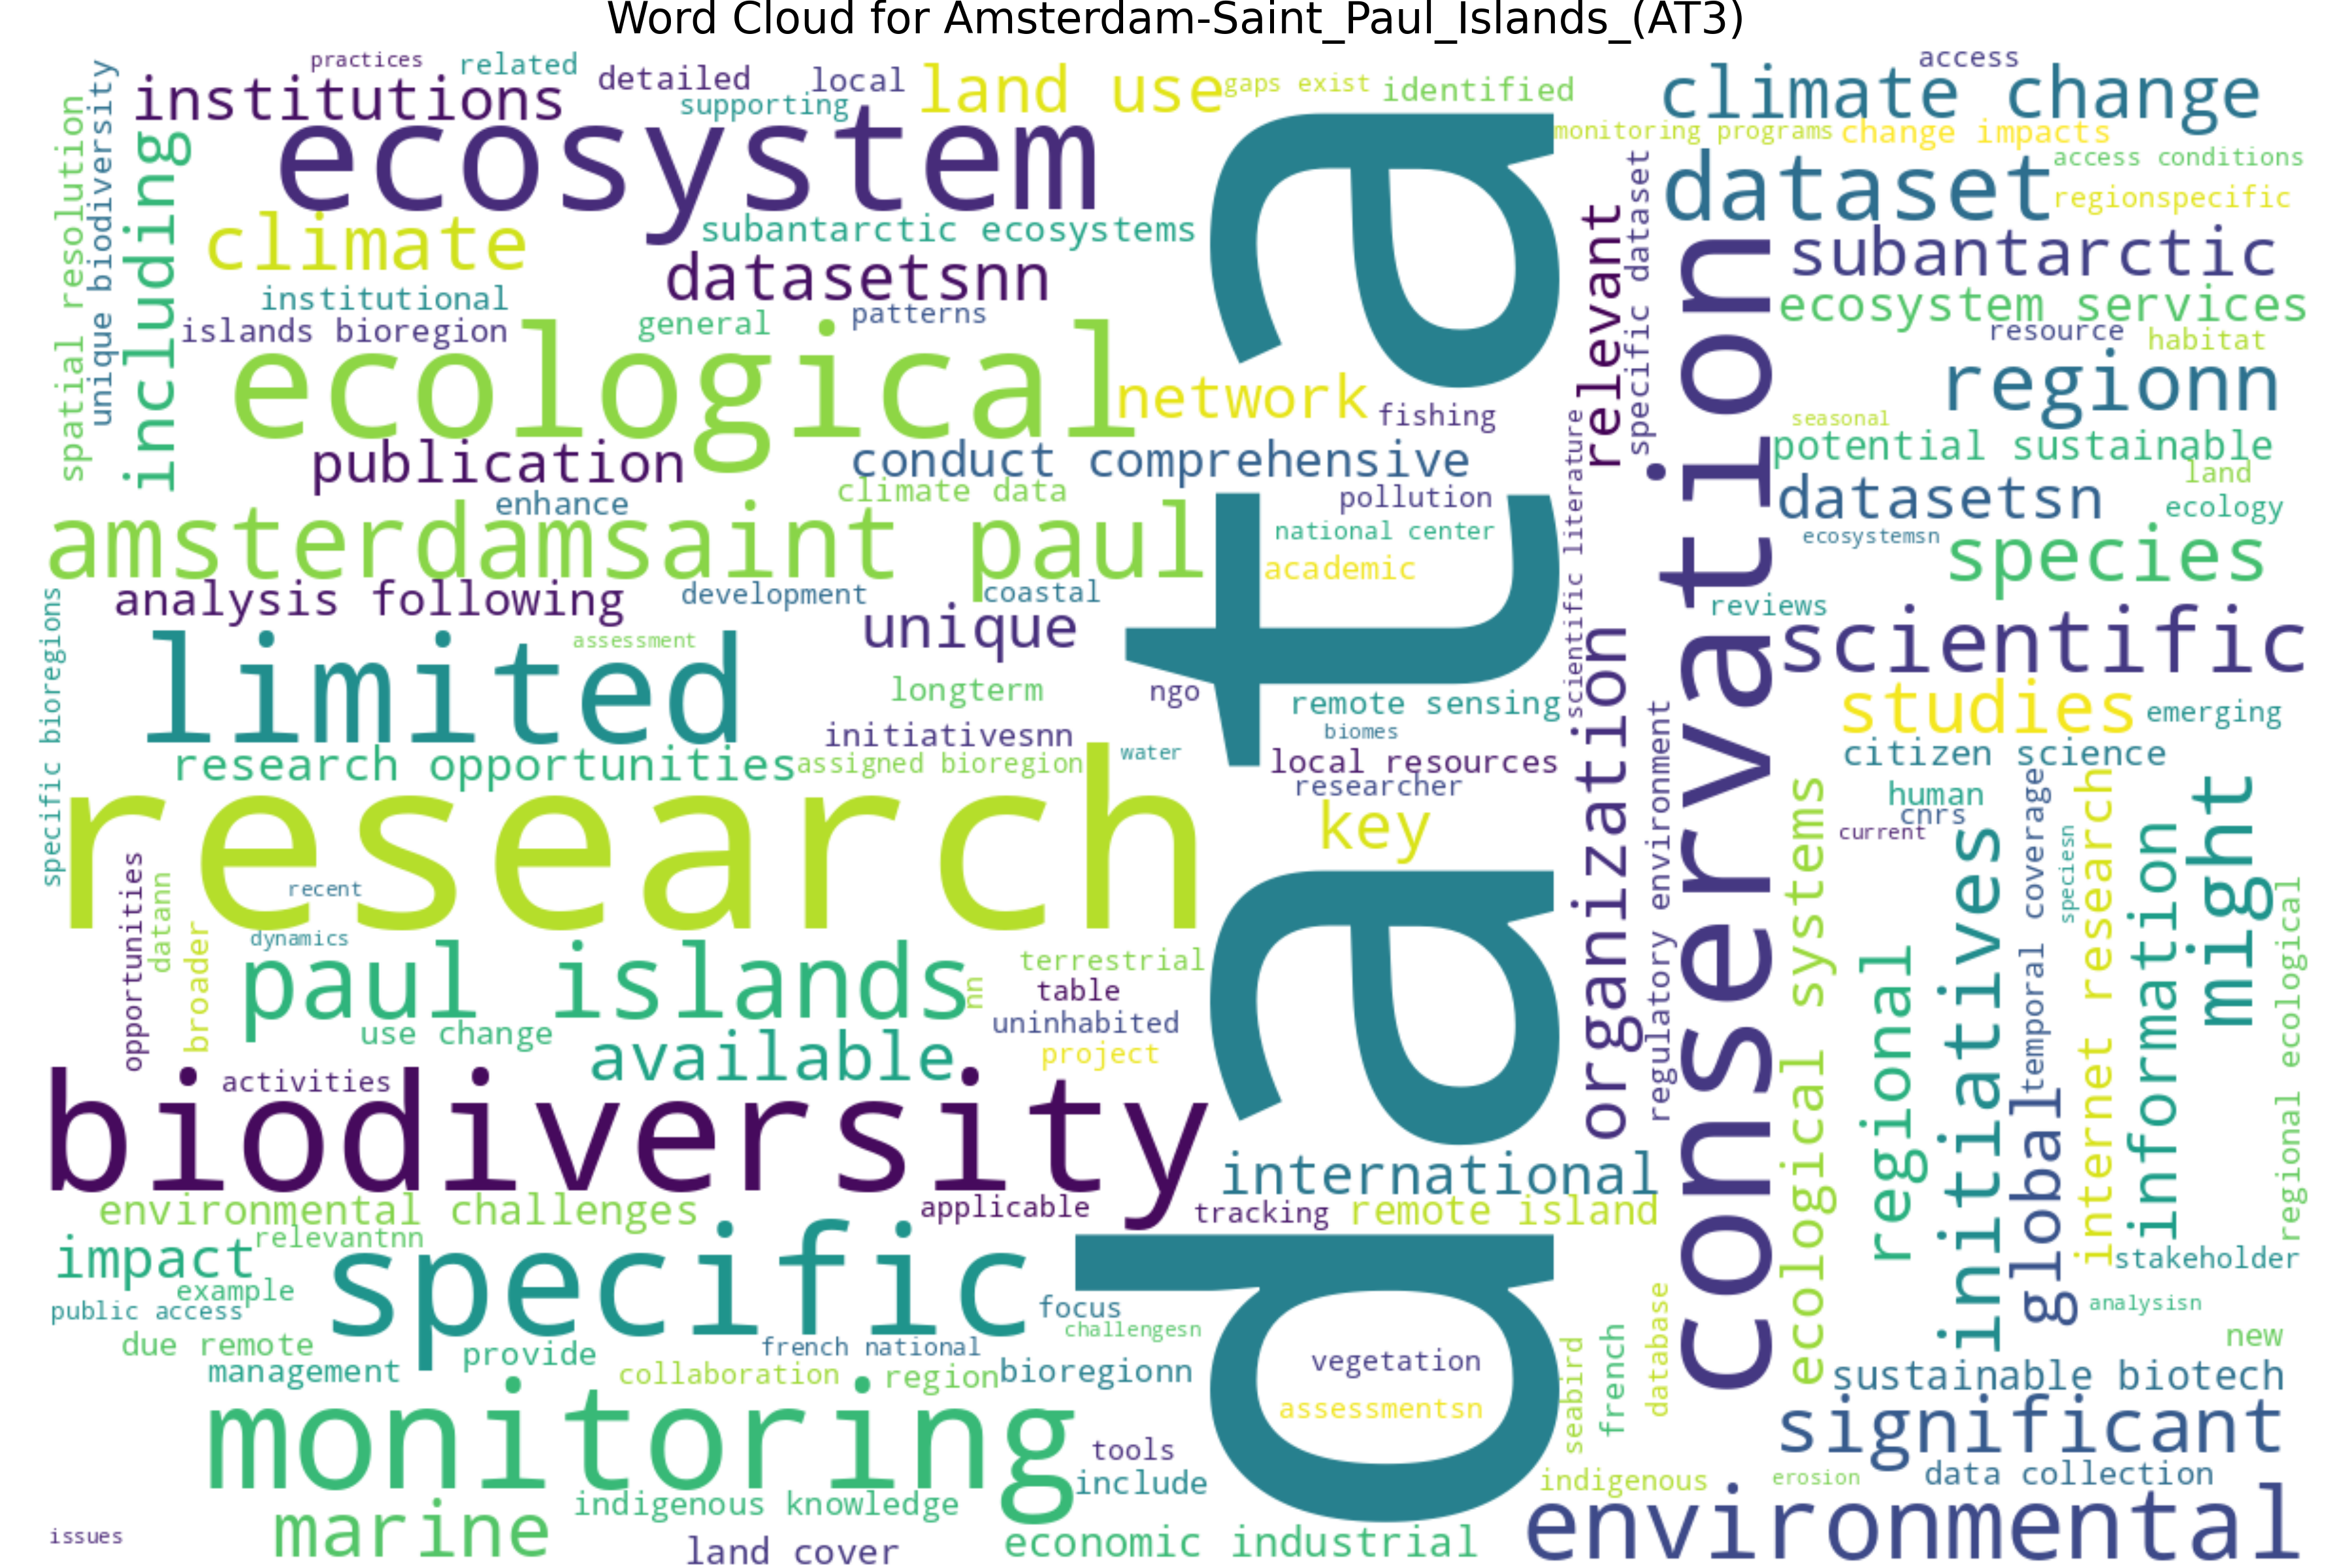 Word Cloud for Amsterdam-Saint_Paul_Islands_(AT3)
practices
related
detailed
local
land use
gaps exist
identified
access
climate change
institutions
supporting
monitoring programs
change impacts
ecosystem
dataset
access conditions
regionspecific
spatial resolution
unique biodiversity
including
climate
subantarctic ecosystems
datasetsnn
subantarctic
institutional
islands bioregion
general
patterns
ecosystem services
resource
habitat
ecological
network
fishing
relevant
specific dataset
regionn
seasonal
publication
conduct comprehensive
potential sustainable
land
enhance
climate data
pollution
datasetsn
ecology
amsterdamsaint paul
national center
academic
scientific literature
ecosystemsn
species
analysis following
development
coastal
unique
reviews
scientific
specific bioregions
limited
assessment
longterm
ngo
remote sensing
studies
emerging
initiativesnn
biomes
research opportunities
assigned bioregion
water
local resources
researcher
citizen science
research
key
human
cnrs
current
data
conservation
organization
regulatory environment
ecological systems
regional
initiatives
temporal coverage
global
speciesn
internet research
information
might
regional ecological
opportunities
datann
broader
recent
dynamics
paul islands
nn
terrestrial
table
uninhabited
use change
available
project
activities
biodiversity
international
environmental challenges
applicable
tracking
remote island
impact
relevantnn
specific
example
public access
focus
challengesn
stakeholder
analysisn
due remote
provide
french national
management
collaboration
region
bioregionn
vegetation
assessmentsn
seabird
french
database
new
sustainable biotech
monitoring
significant
tools
include
indigenous
erosion
data collection
indigenous knowledge
marine
issues
land cover
economic industrial
environmental